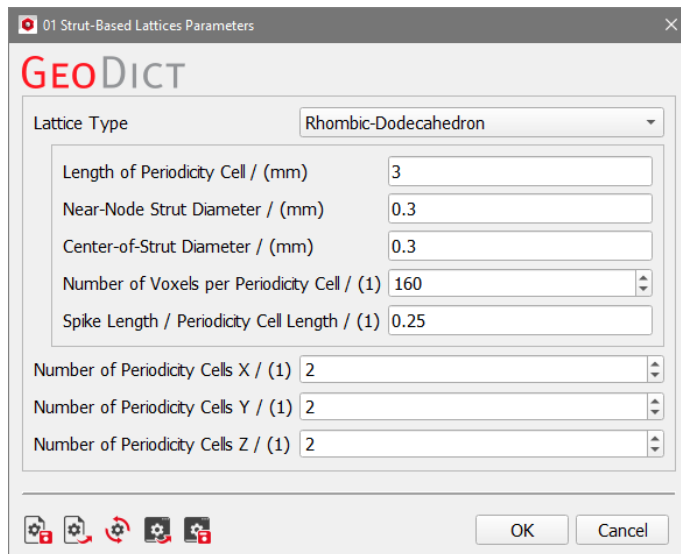 01 Strut-Based Lattices Parameters
GEODICT
Lattice Type Rhombic-Dodecahedron
Length of Periodicity Cell / (mm) 3
Near-Node Strut Diameter / (mm) 0.3
Center-of-Strut Diameter / (mm) 0.3
Number of Voxels per Periodicity Cell / (1) 160
Spike Length / Periodicity Cell Length / (1) 0.25
Number of Periodicity Cells X / (1) 2
Number of Periodicity Cells Y / (1) 2
Number of Periodicity Cells Z / (1) 2
OK Cancel